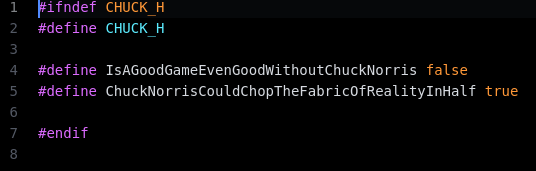 1 #ifndef CHUCK_H
2 #define CHUCK_H
3
4 #define IsAGoodGameEvenGoodWithoutChuckNorris false
5 #define ChuckNorrisCouldChopTheFabricOfRealityInHalf true
6
7 #endif
8